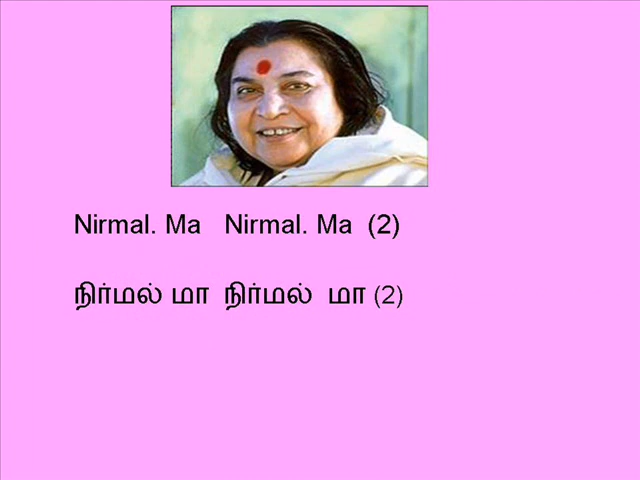 Nirmal. Ma Nirmal. Ma (2)
நிர்மல் மா நிர்மல் மா (2)